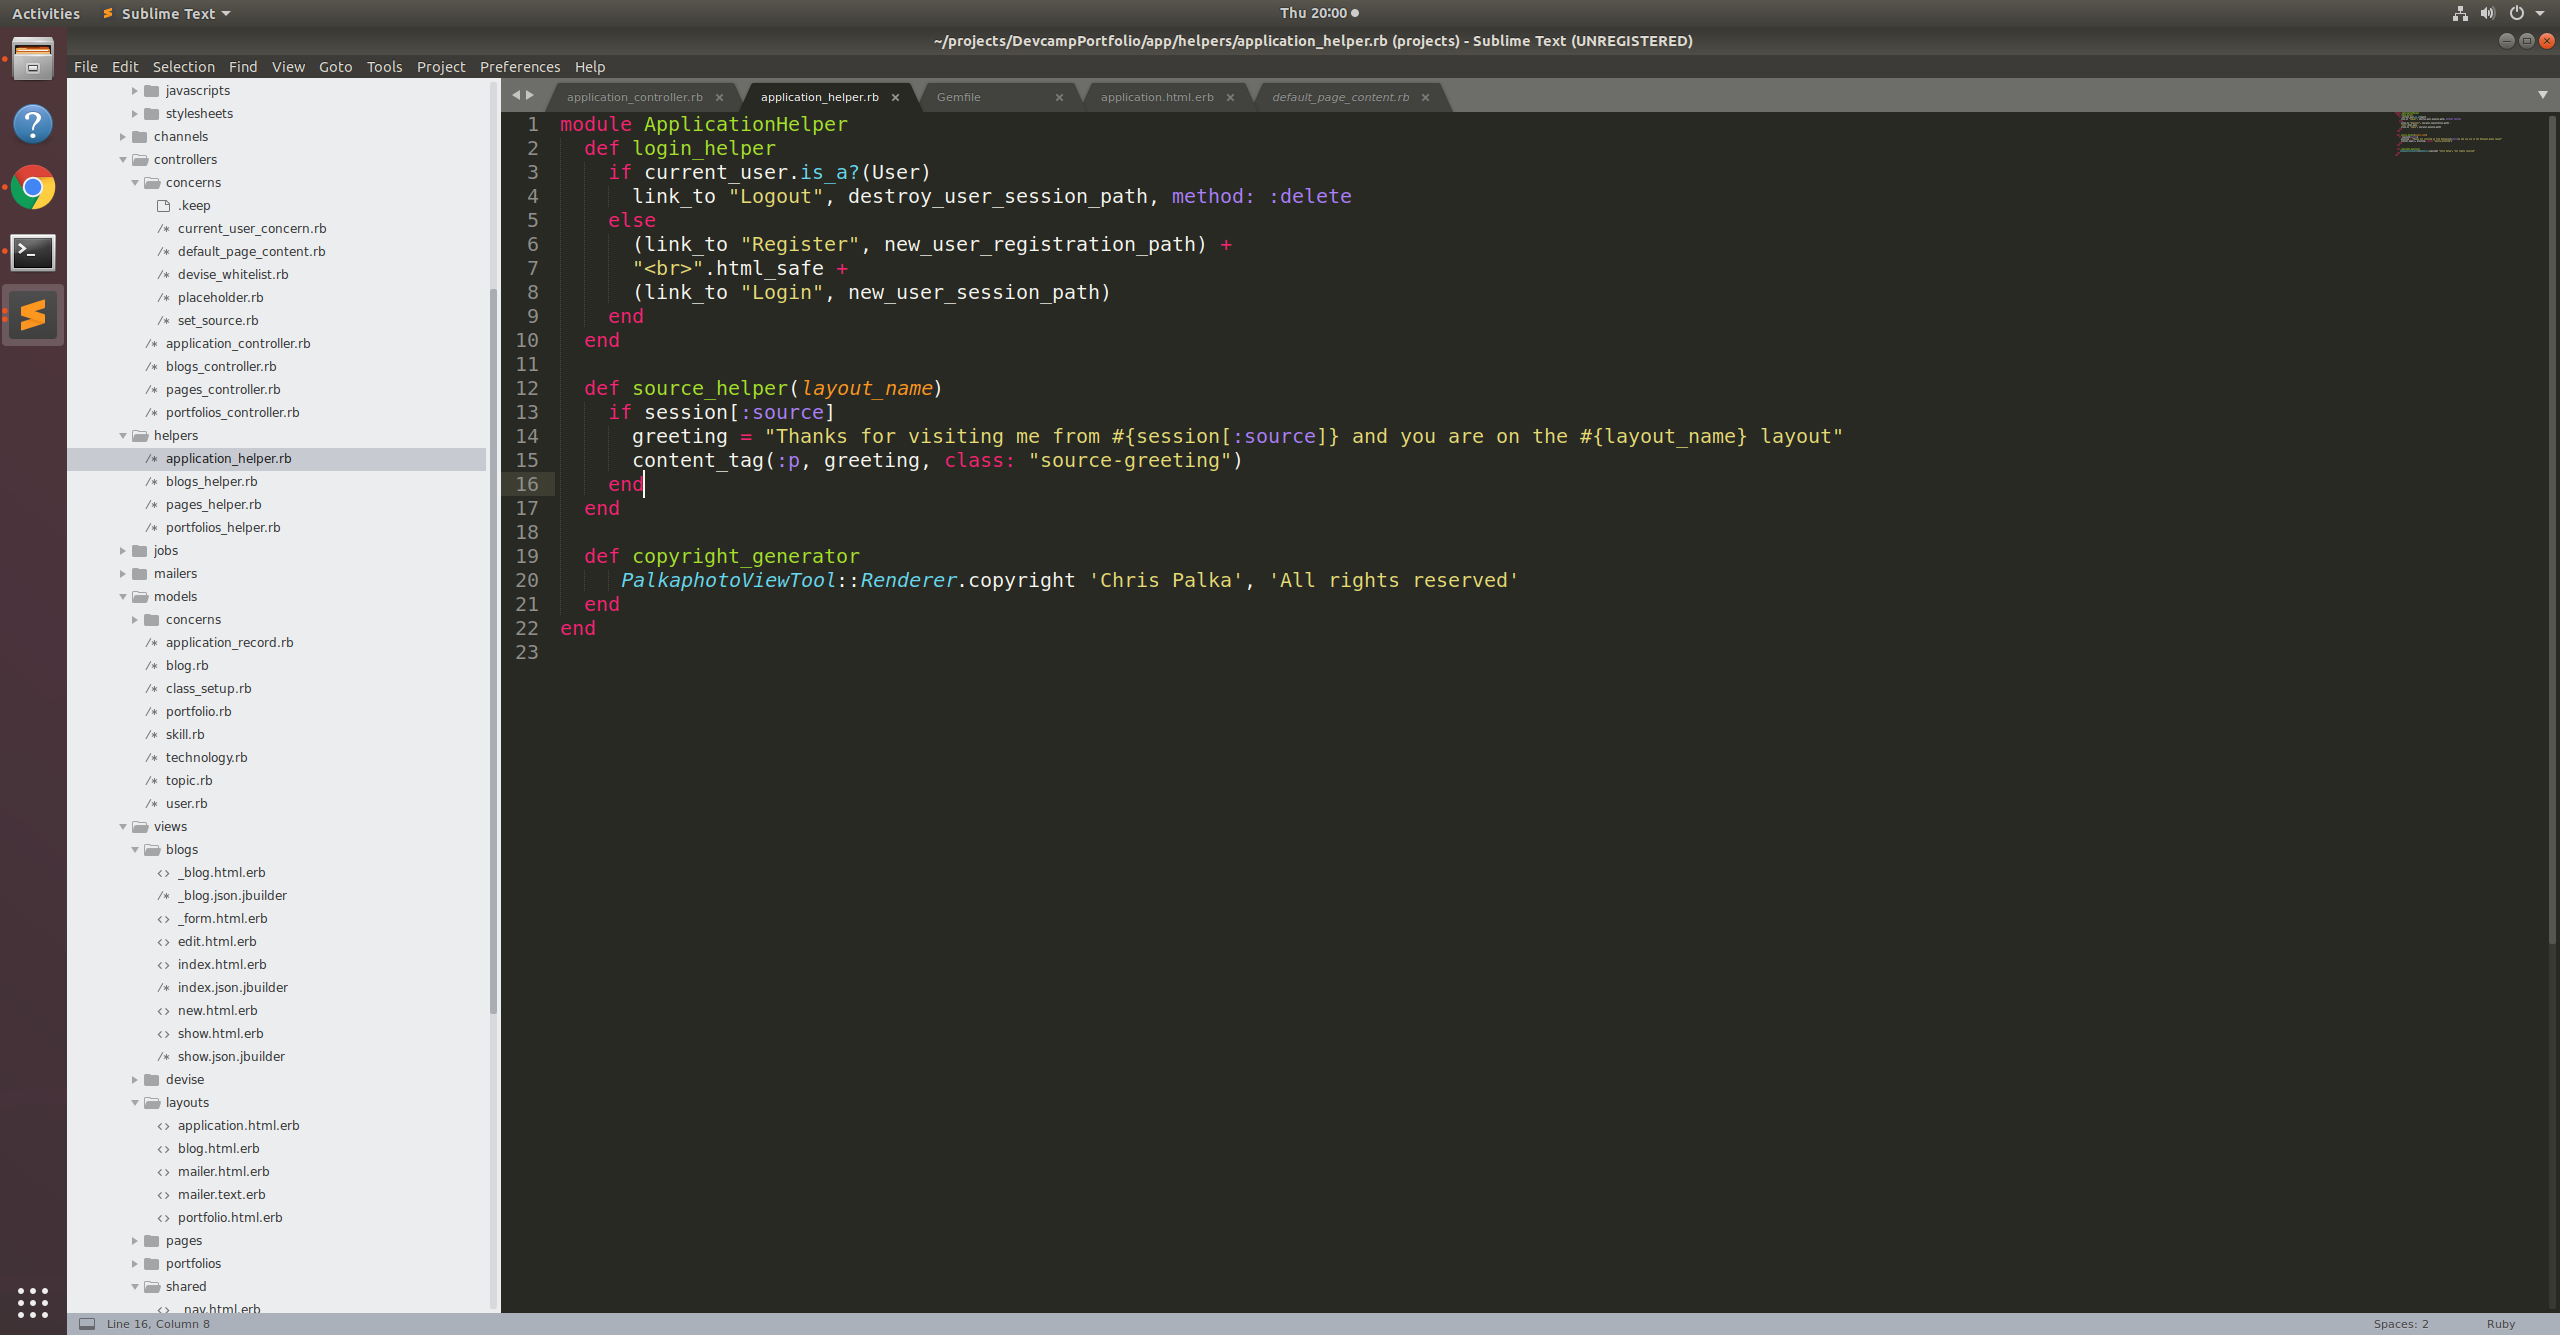 Activities Sublime Text Thu 20:00
~/projects/DevcampPortfolio/app/helpers/application_helper.rb (projects) - Sublime Text (UNREGISTERED)
File Edit Selection Find View Goto Tools Project Preferences Help
javascripts
stylesheets
channels
controllers
concerns
.keep
/* current_user_concern.rb
/* default_page_content.rb
/* devise_whitelist.rb
/* placeholder.rb
/* set_source.rb
/* application_controller.rb
/* blogs_controller.rb
/* pages_controller.rb
/* portfolios_controller.rb
helpers
/* application_helper.rb
/* blogs_helper.rb
/* pages_helper.rb
/* portfolios_helper.rb
jobs
mailers
models
concerns
/* application_record.rb
/* blog.rb
/* class_setup.rb
/* portfolio.rb
/* skill.rb
/* technology.rb
/* topic.rb
/* user.rb
views
blogs
<> _blog.html.erb
/* _blog.json.jbuilder
<> _form.html.erb
<> edit.html.erb
<> index.html.erb
/* index.json.jbuilder
<> new.html.erb
<> show.html.erb
/* show.json.jbuilder
devise
layouts
<> application.html.erb
<> blog.html.erb
<> mailer.html.erb
<> mailer.text.erb
<> portfolio.html.erb
pages
portfolios
shared
<> _nav.html.erb
application_controller.rb × application_helper.rb × Gemfile × application.html.erb × default_page_content.rb ×
1 module ApplicationHelper
2 def login_helper
3 if current_user.is_a?(User)
4 link_to "Logout", destroy_user_session_path, method: :delete
5 else
6 (link_to "Register", new_user_registration_path) +
7 "<br>".html_safe +
8 (link_to "Login", new_user_session_path)
9 end
10 end
11
12 def source_helper(layout_name)
13 if session[:source]
14 greeting = "Thanks for visiting me from #{session[:source]} and you are on the #{layout_name} layout"
15 content_tag(:p, greeting, class: "source-greeting")
16 end
17 end
18
19 def copyright_generator
20 PalkaphotoViewTool::Renderer.copyright 'Chris Palka', 'All rights reserved'
21 end
22 end
23
Line 16, Column 8 Spaces: 2 Ruby